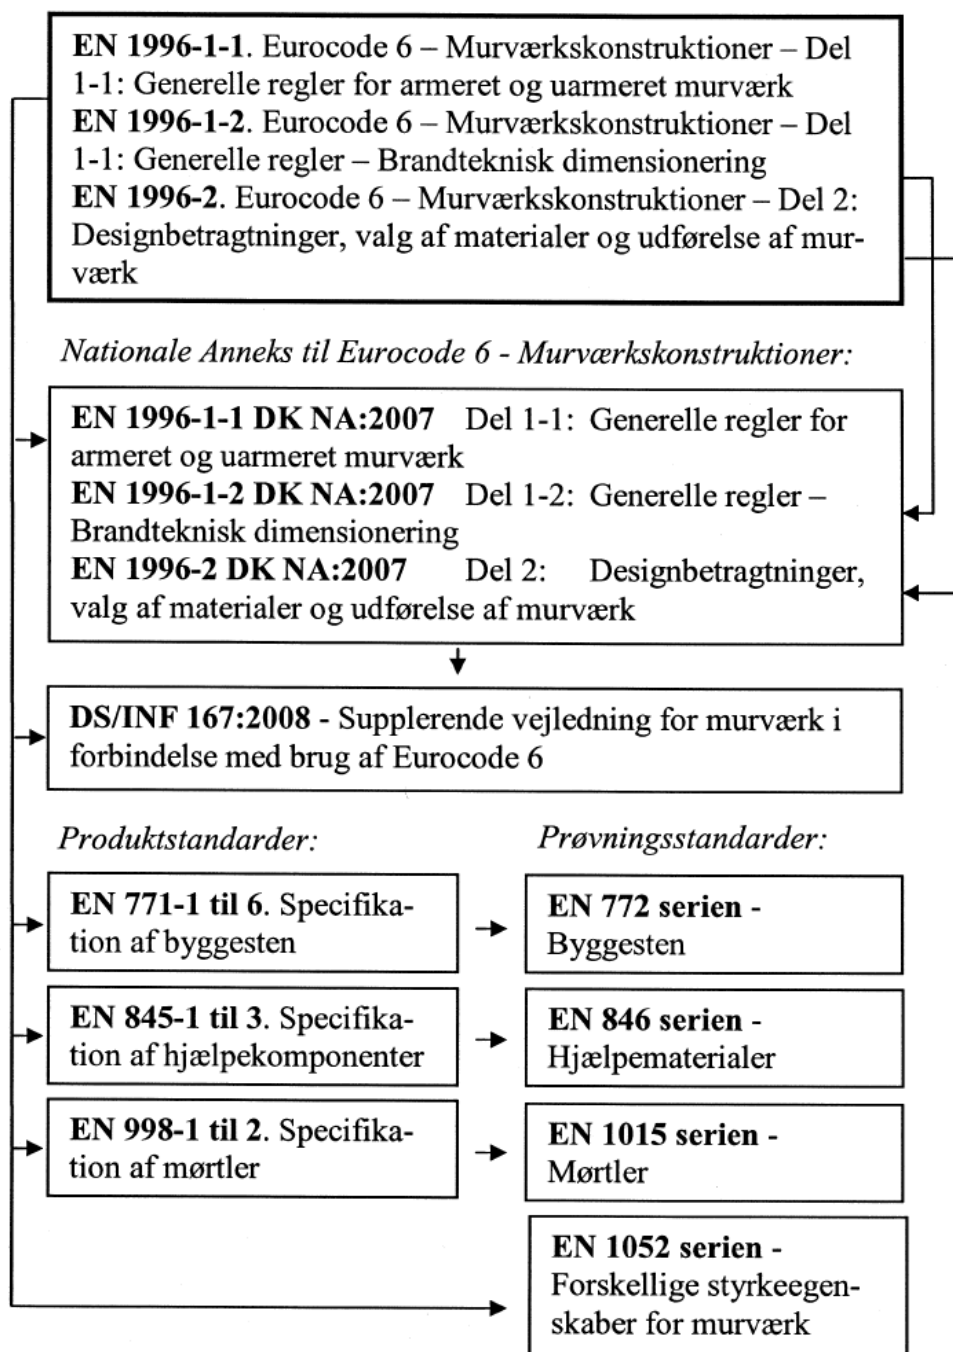 EN 1996-1-1. Eurocode 6 – Murværkskonstruktioner – Del
1-1: Generelle regler for armeret og uarmeret murværk
EN 1996-1-2. Eurocode 6 – Murværkskonstruktioner – Del
1-1: Generelle regler – Brandteknisk dimensionering
EN 1996-2. Eurocode 6 – Murværkskonstruktioner – Del 2:
Designbetragtninger, valg af materialer og udførelse af mur-
værk
Nationale Anneks til Eurocode 6 - Murværkskonstruktioner:
EN 1996-1-1 DK NA:2007 Del 1-1: Generelle regler for
armeret og uarmeret murværk
EN 1996-1-2 DK NA:2007 Del 1-2: Generelle regler –
Brandteknisk dimensionering
EN 1996-2 DK NA:2007 Del 2: Designbetragtninger,
valg af materialer og udførelse af murværk
DS/INF 167:2008 - Supplerende vejledning for murværk i
forbindelse med brug af Eurocode 6
Produktstandarder:
Prøvningsstandarder:
EN 771-1 til 6. Specifika-
tion af byggesten
EN 772 serien -
Byggesten
EN 845-1 til 3. Specifika-
tion af hjælpekomponenter
EN 846 serien -
Hjælpematerialer
EN 998-1 til 2. Specifika-
tion af mørtler
EN 1015 serien -
Mørtler
EN 1052 serien -
Forskellige styrkeegen-
skaber for murværk